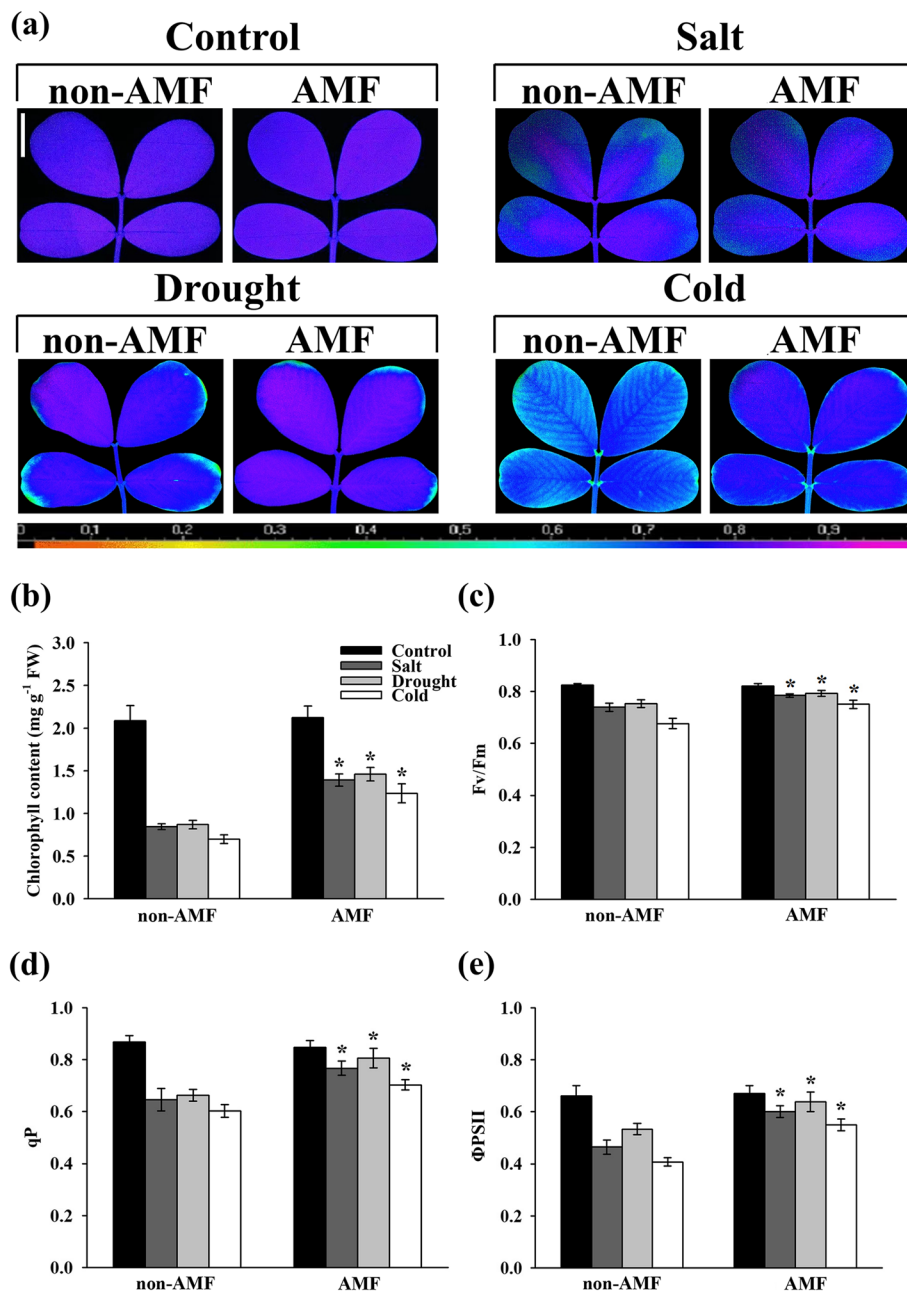 (a)
Control
Salt
non-AMF AMF
non-AMF AMF
Drought
Cold
non-AMF AMF
non-AMF AMF
0 0.1 0.2 0.3 0.4 0.5 0.6 0.7 0.8 0.9
(b)
Chlorophyll content (mg g⁻¹ FW)
3.0
2.5
2.0
1.5
1.0
0.5
0.0
Control
Salt
Drought
Cold
* * *
non-AMF AMF
(c)
Fv/Fm
1.0
0.8
0.6
0.4
0.2
0.0
* * *
non-AMF AMF
(d)
qP
1.0
0.8
0.6
0.4
0.2
0.0
* * *
non-AMF AMF
(e)
ΦPSII
1.0
0.8
0.6
0.4
0.2
0.0
* * *
non-AMF AMF